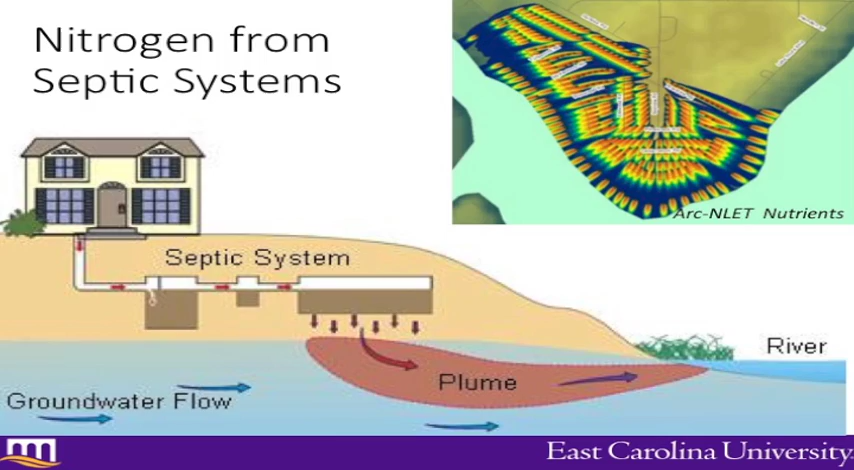 Nitrogen from
Septic Systems
Arc-NLET Nutrients
Septic System
River
Plume
Groundwater Flow
East Carolina University.